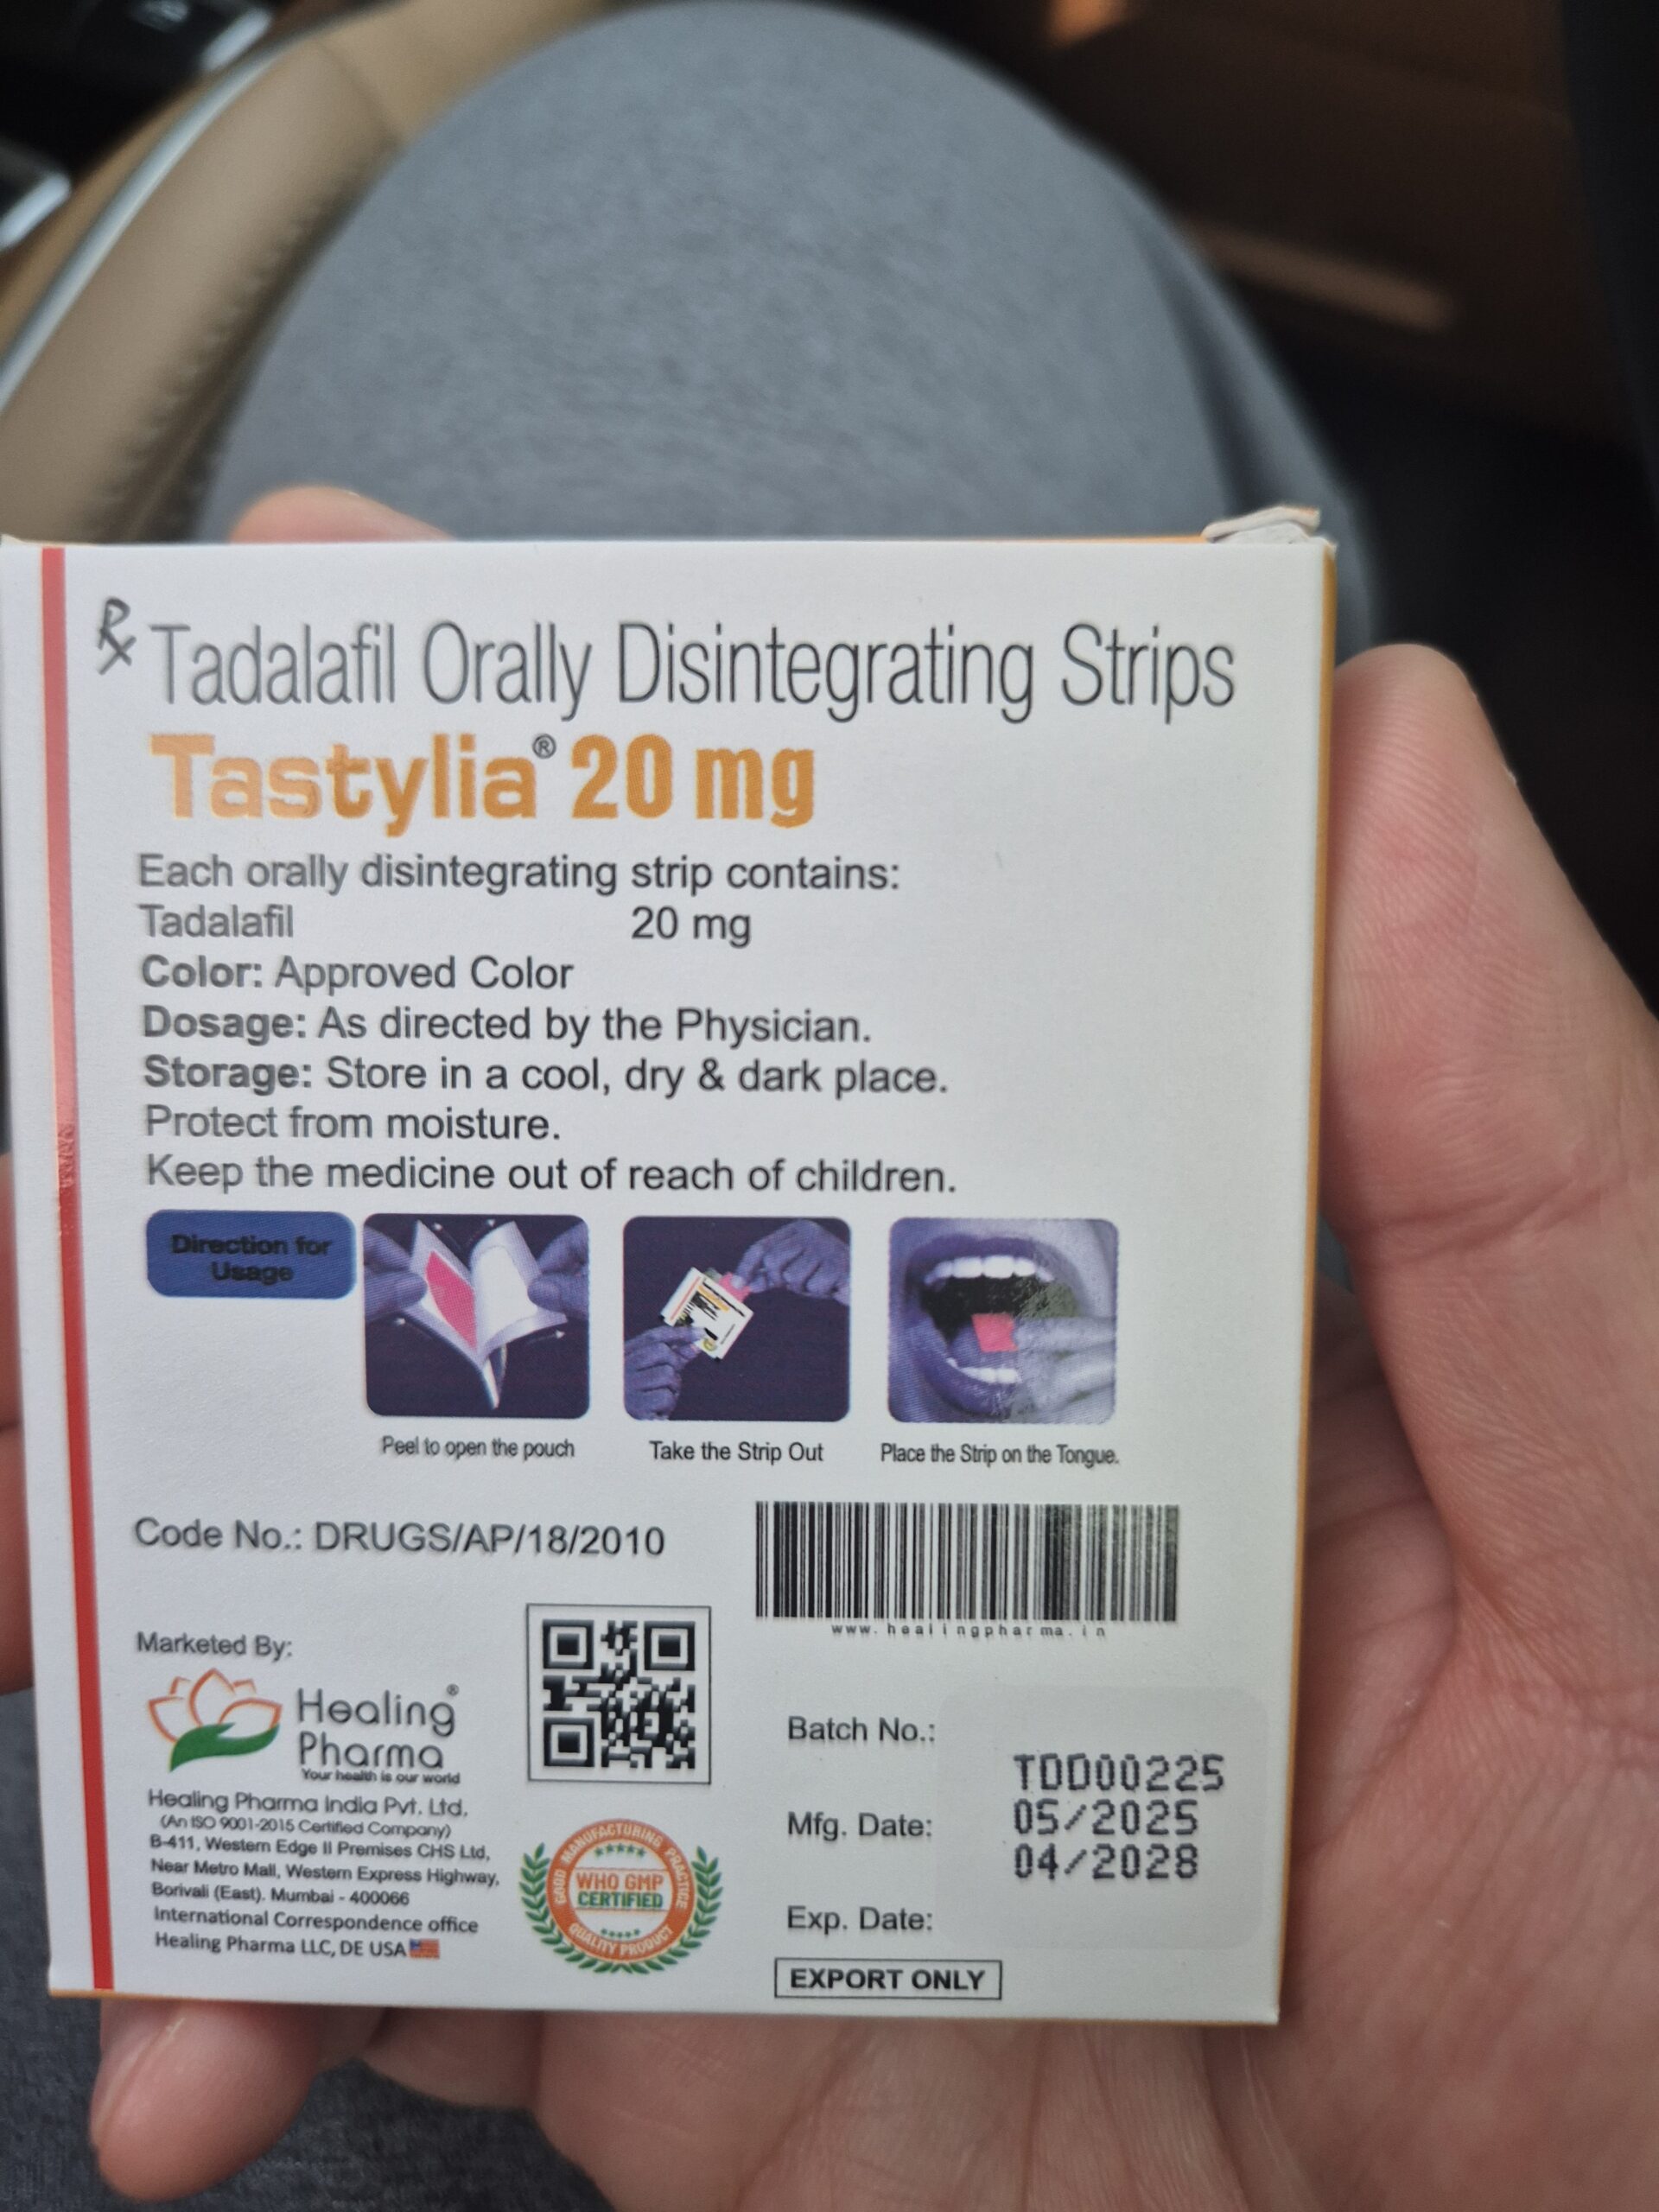 Rx Tadalafil Orally Disintegrating Strips
Tastylia® 20 mg
Each orally disintegrating strip contains:
Tadalafil 20 mg
Color: Approved Color
Dosage: As directed by the Physician.
Storage: Store in a cool, dry & dark place.
Protect from moisture.
Keep the medicine out of reach of children.
Direction for
Usage
Peel to open the pouch
Take the Strip Out
Place the Strip on the Tongue.
Code No.: DRUGS/AP/18/2010
www.healingpharma.in
Marketed By:
Healing®
Pharma
Your health is our world
Healing Pharma India Pvt. Ltd.
(An ISO 9001-2015 Certified Company)
B-411, Western Edge II Premises CHS Ltd,
Near Metro Mall, Western Express Highway,
Borivali (East). Mumbai - 400066
International Correspondence office
Healing Pharma LLC, DE USA
GOOD MANUFACTURING PRACTICE
WHO GMP
CERTIFIED
QUALITY PRODUCT
Batch No.:
TDD00225
Mfg. Date:
05/2025
04/2028
Exp. Date:
EXPORT ONLY